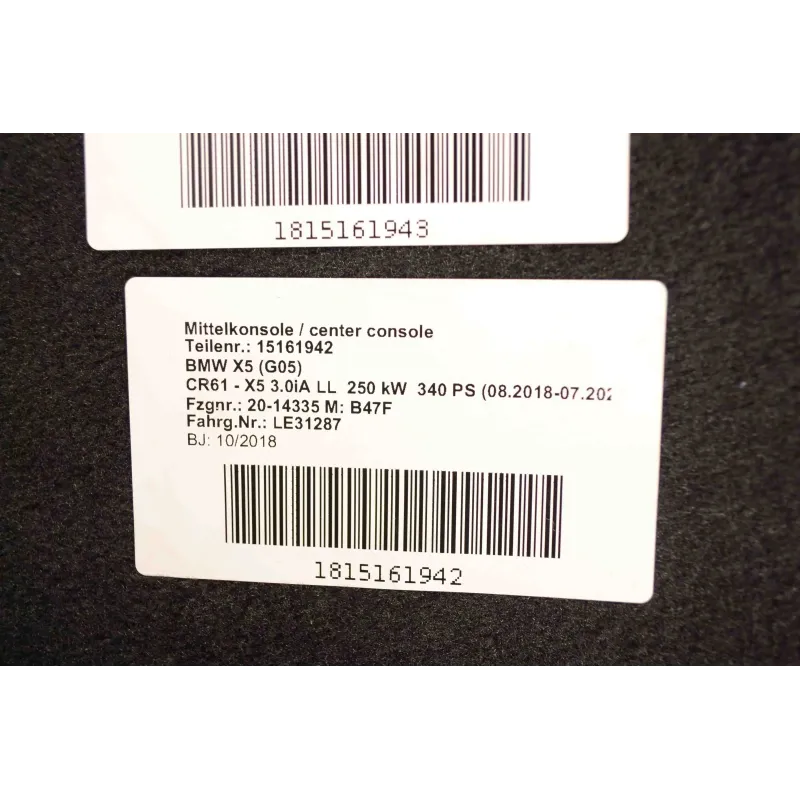 1815161943
Mittelkonsole / center console
Teilenr.: 15161942
BMW X5 (G05)
CR61 - X5 3.0iA LL 250 kW 340 PS (08.2018-07.202
Fzgnr.: 20-14335 M: B47F
Fahrg.Nr.: LE31287
BJ: 10/2018
1815161942